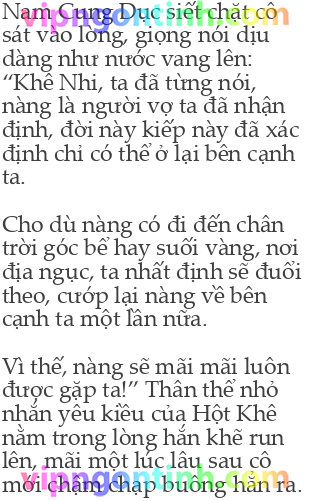 Nam Cung Dục siết chặt cô
sát vào lòng, giọng nói dịu
dàng như nước vang lên:
“Khê Nhi, ta đã từng nói,
nàng là người vợ ta đã nhận
định, đời này kiếp này đã xác
định chỉ có thể ở lại bên cạnh
ta.
Cho dù nàng có đi đến chân
trời góc bể hay suối vàng, nơi
địa ngục, ta nhất định sẽ đuổi
theo, cướp lại nàng về bên
cạnh ta một lần nữa.
Vì thế, nàng sẽ mãi mãi luôn
được gặp ta!” Thân thể nhỏ
nhắn yêu kiều của Hột Khê
nằm trong lòng hắn khẽ run
lên, mãi một lúc lâu sau cô
mới chậm chạp buông hắn ra.
vipngontinh.com
vipngontinh.com